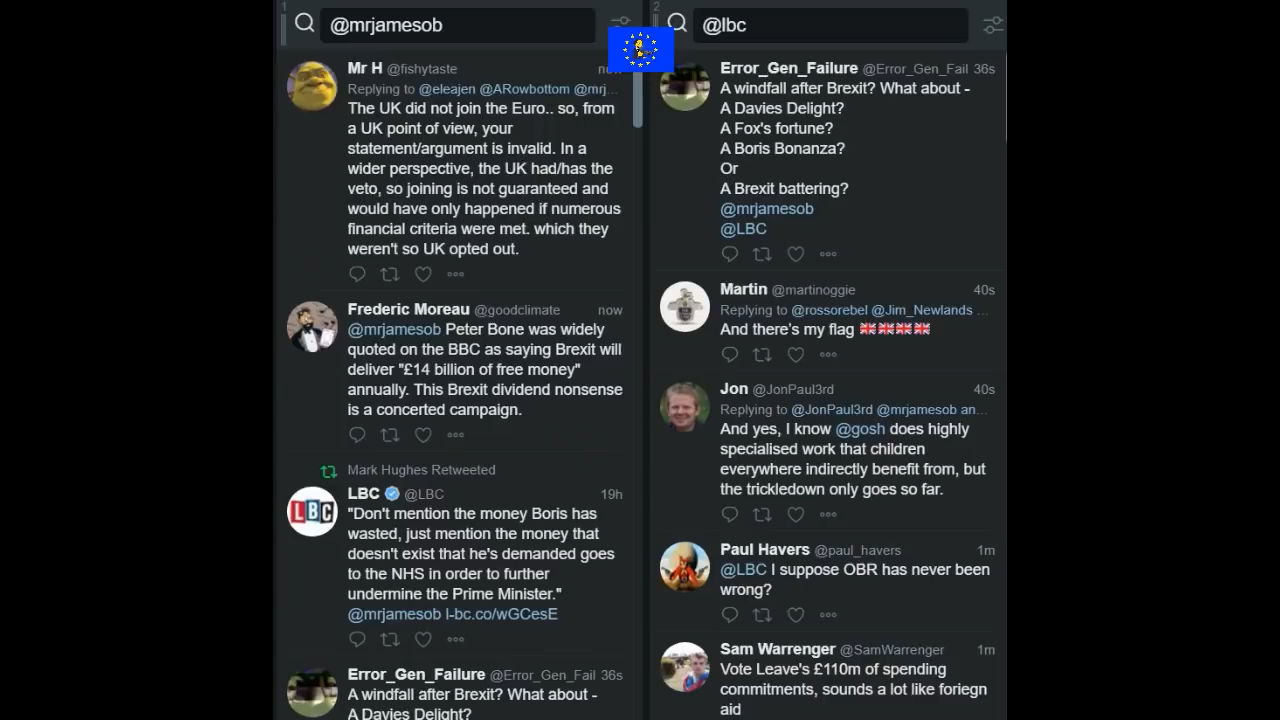 1
@mrjamesob
Mr H @fishytaste
Replying to @eleajen @ARowbottom @mrj...
The UK did not join the Euro.. so, from
a UK point of view, your
statement/argument is invalid. In a
wider perspective, the UK had/has the
veto, so joining is not guaranteed and
would have only happened if numerous
financial criteria were met. which they
weren't so UK opted out.
Frederic Moreau @goodclimate now
@mrjamesob Peter Bone was widely
quoted on the BBC as saying Brexit will
deliver "£14 billion of free money"
annually. This Brexit dividend nonsense
is a concerted campaign.
Mark Hughes Retweeted
LBC @LBC 19h
LBC
"Don't mention the money Boris has
wasted, just mention the money that
doesn't exist that he's demanded goes
to the NHS in order to further
undermine the Prime Minister."
@mrjamesob l-bc.co/wGCesE
Error_Gen_Failure @Error_Gen_Fail 36s
A windfall after Brexit? What about -
A Davies Delight?
2
@lbc
Error_Gen_Failure @Error_Gen_Fail 36s
A windfall after Brexit? What about -
A Davies Delight?
A Fox's fortune?
A Boris Bonanza?
Or
A Brexit battering?
@mrjamesob
@LBC
Martin @martinoggie 40s
Replying to @rossorebel @Jim_Newlands ...
And there's my flag 🇬🇧🇬🇧🇬🇧🇬🇧
Jon @JonPaul3rd 40s
Replying to @JonPaul3rd @mrjamesob an...
And yes, I know @gosh does highly
specialised work that children
everywhere indirectly benefit from, but
the trickledown only goes so far.
Paul Havers @paul_havers 1m
@LBC I suppose OBR has never been
wrong?
Sam Warrenger @SamWarrenger 1m
Vote Leave's £110m of spending
commitments, sounds a lot like foriegn
aid